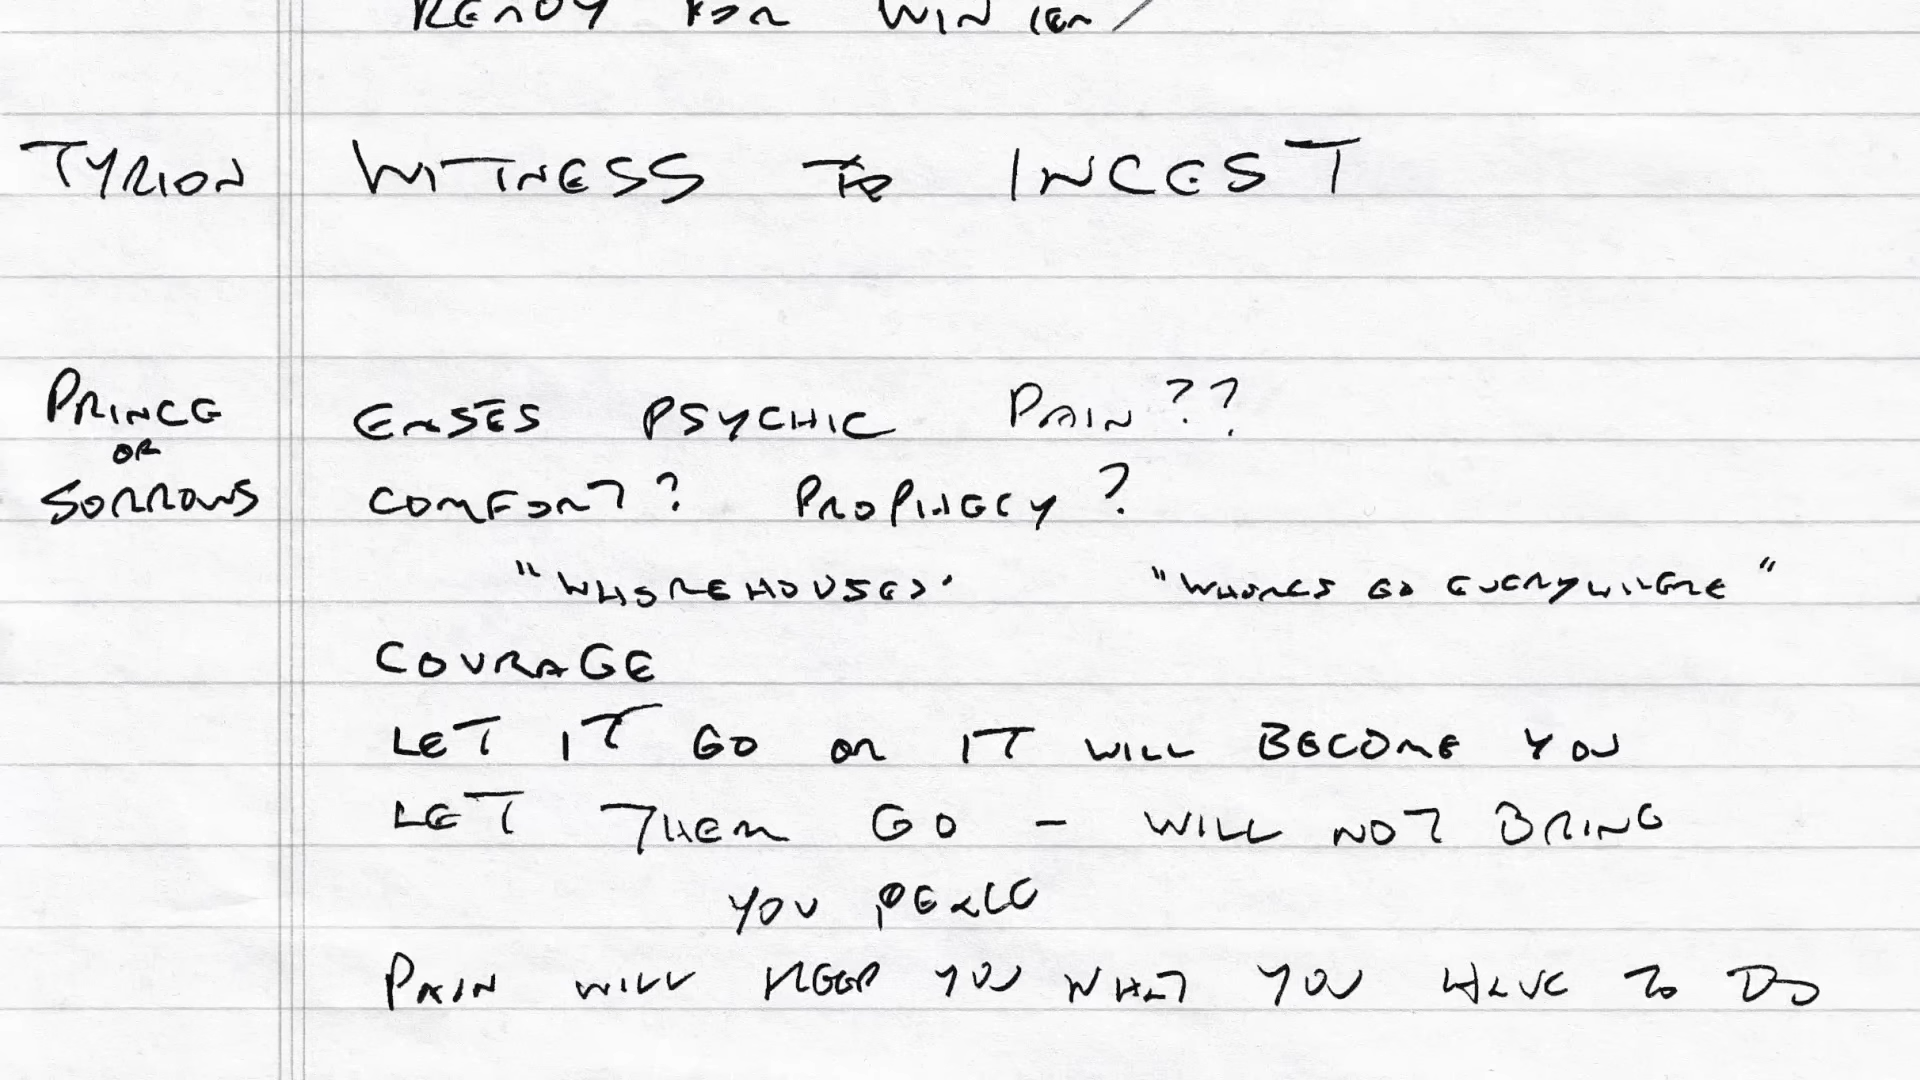 READY FOR WINTER/
TYRION WITNESS TO INCEST
PRINCE
OR
SORROWS
EASES PSYCHIC PAIN??
COMFORT? PROPHECY?
"WHOREHOUSES" "WHORES GO EVERYWHERE"
COURAGE
LET IT GO OR IT WILL BECOME YOU
LET THEM GO - WILL NOT BRING
YOU PEACE
PAIN WILL KEEP YOU WHAT YOU HAVE TO DO